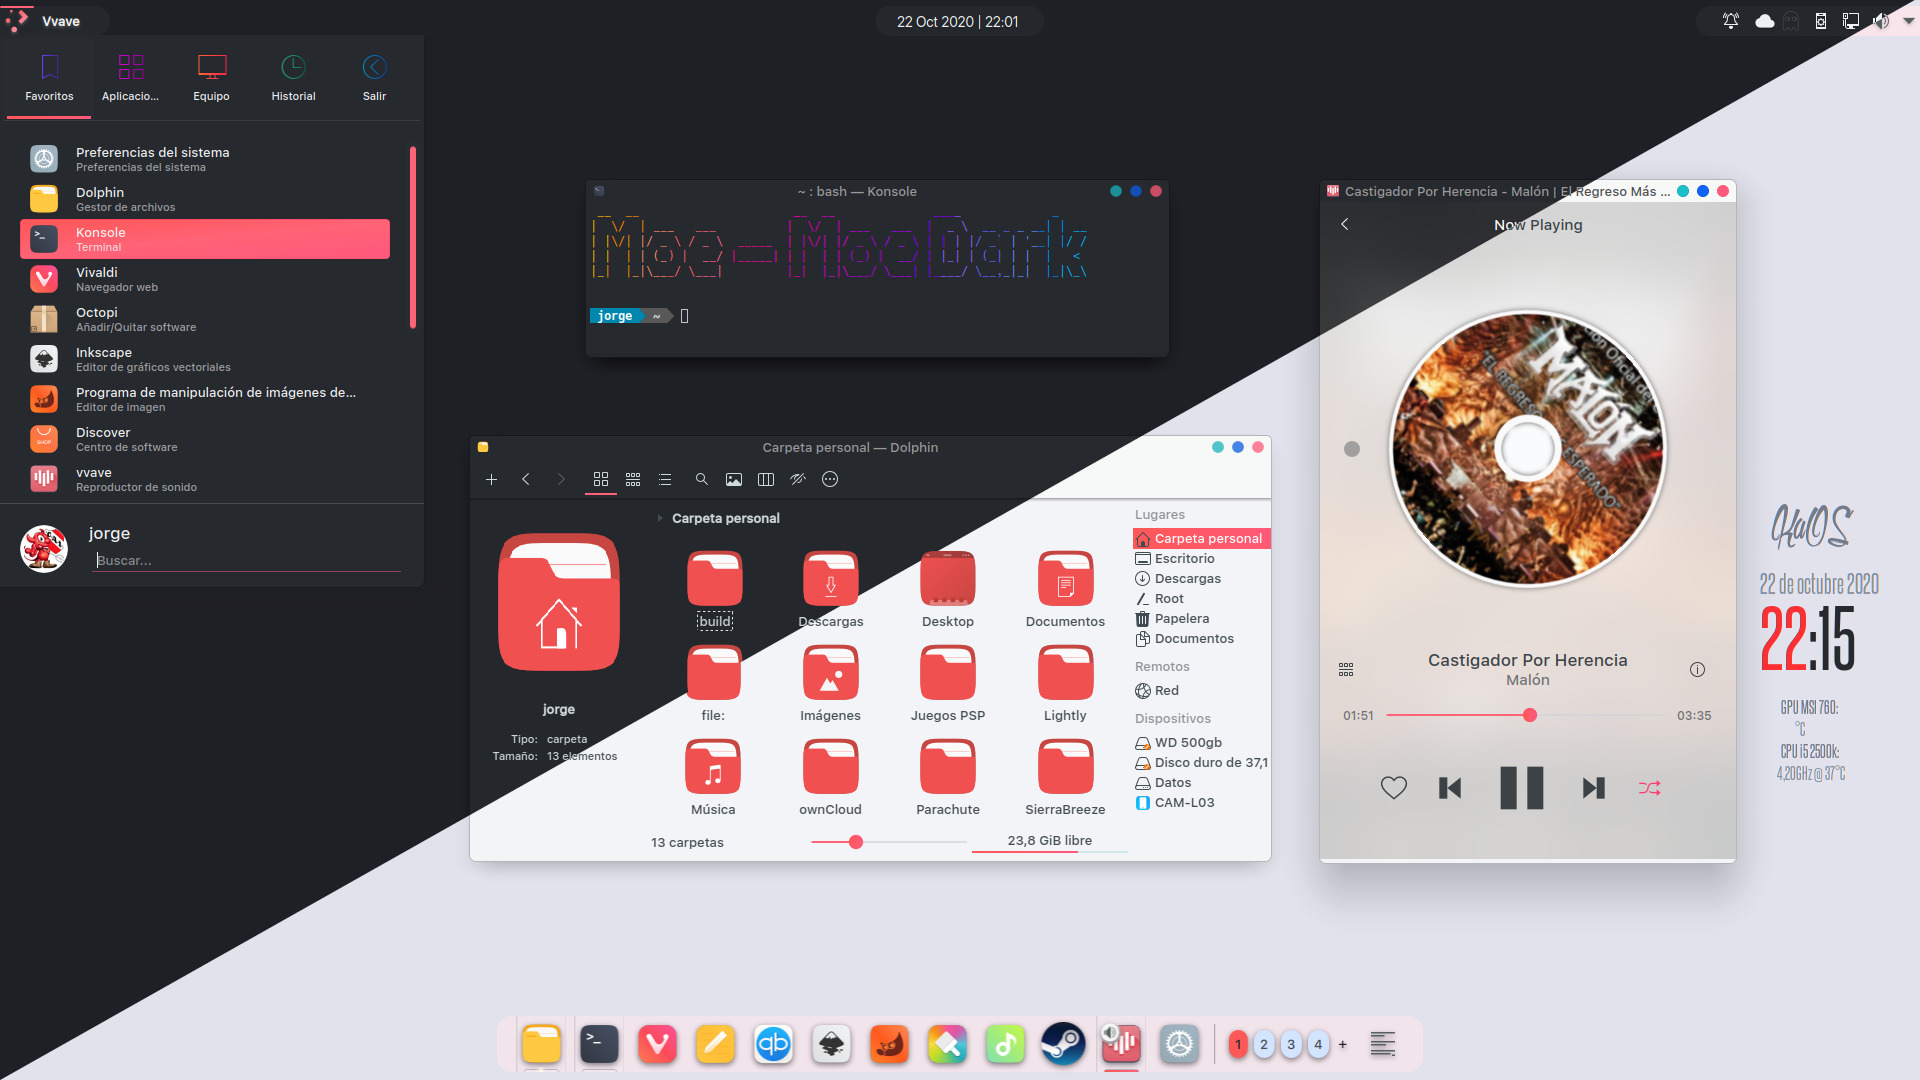 Vvave
22 Oct 2020 | 22:01
Favoritos
Aplicacio...
Equipo
Historial
Salir
Preferencias del sistema
Preferencias del sistema
Dolphin
Gestor de archivos
Konsole
Terminal
Vivaldi
Navegador web
Octopi
Añadir/Quitar software
Inkscape
Editor de gráficos vectoriales
Programa de manipulación de imágenes de...
Editor de imagen
Discover
Centro de software
vvave
Reproductor de sonido
jorge
Buscar...
~ : bash — Konsole
jorge ~
Carpeta personal — Dolphin
Carpeta personal
build
Descargas
Desktop
Documentos
file:
Imágenes
Juegos PSP
Lightly
Música
ownCloud
Parachute
SierraBreeze
jorge
Tipo: carpeta
Tamaño: 13 elementos
13 carpetas
23,8 GiB libre
Lugares
Carpeta personal
Escritorio
Descargas
Root
Papelera
Documentos
Remotos
Red
Dispositivos
WD 500gb
Disco duro de 37,1
Datos
CAM-L03
Castigador Por Herencia - Malón | El Regreso Más ...
Now Playing
MALÓN
"EL REGRESO
ESPERADO"
Castigador Por Herencia
Malón
01:51
03:35
KaOS
22 de octubre 2020
22:15
GPU MSI 760:
°C
CPU i5 2500k:
4,20GHz @ 37°C
1 2 3 4 +